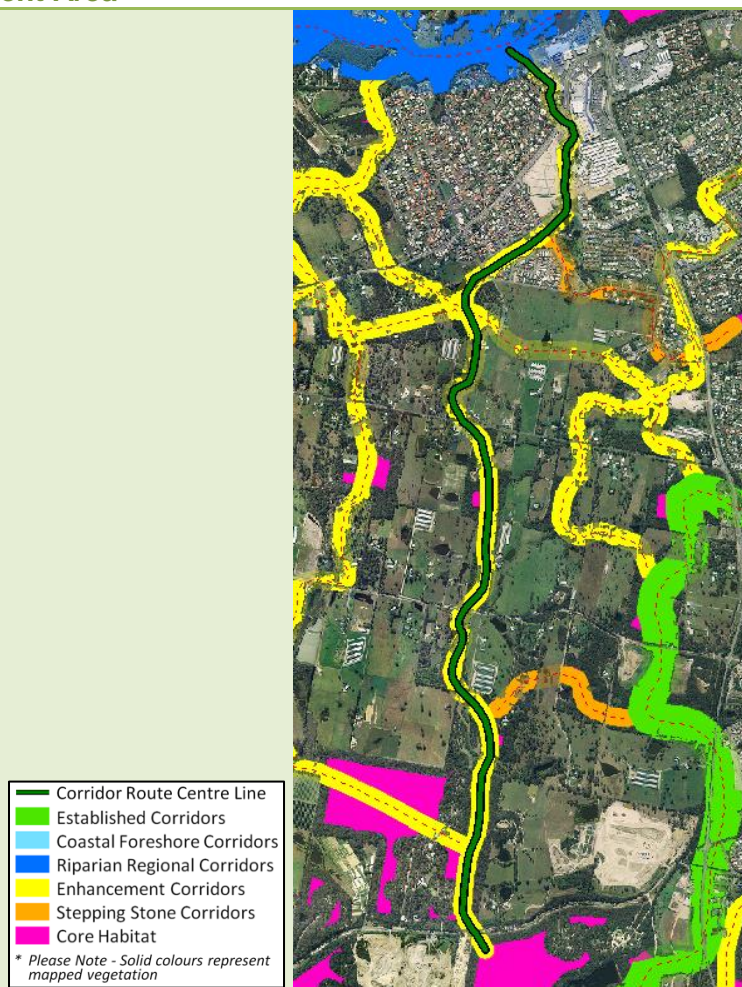 Corridor Route Centre Line
Established Corridors
Coastal Foreshore Corridors
Riparian Regional Corridors
Enhancement Corridors
Stepping Stone Corridors
Core Habitat
* Please Note - Solid colours represent
mapped vegetation